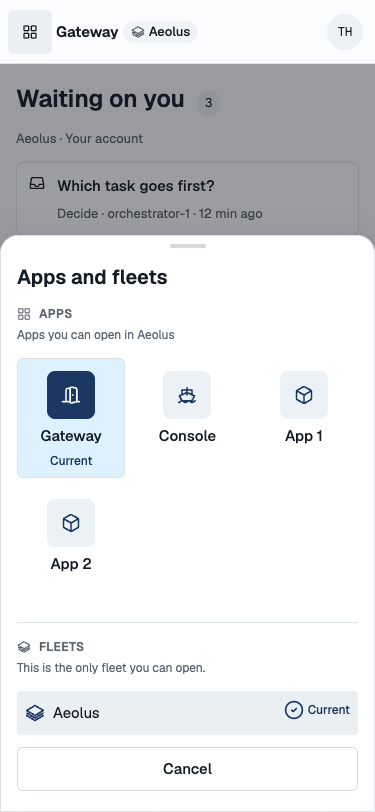 Gateway Aeolus TH
Waiting on you 3
Aeolus · Your account
Which task goes first?
Decide · orchestrator-1 · 12 min ago
Apps and fleets
APPS
Apps you can open in Aeolus
Gateway Console App 1
Current
App 2
FLEETS
This is the only fleet you can open.
Aeolus Current
Cancel